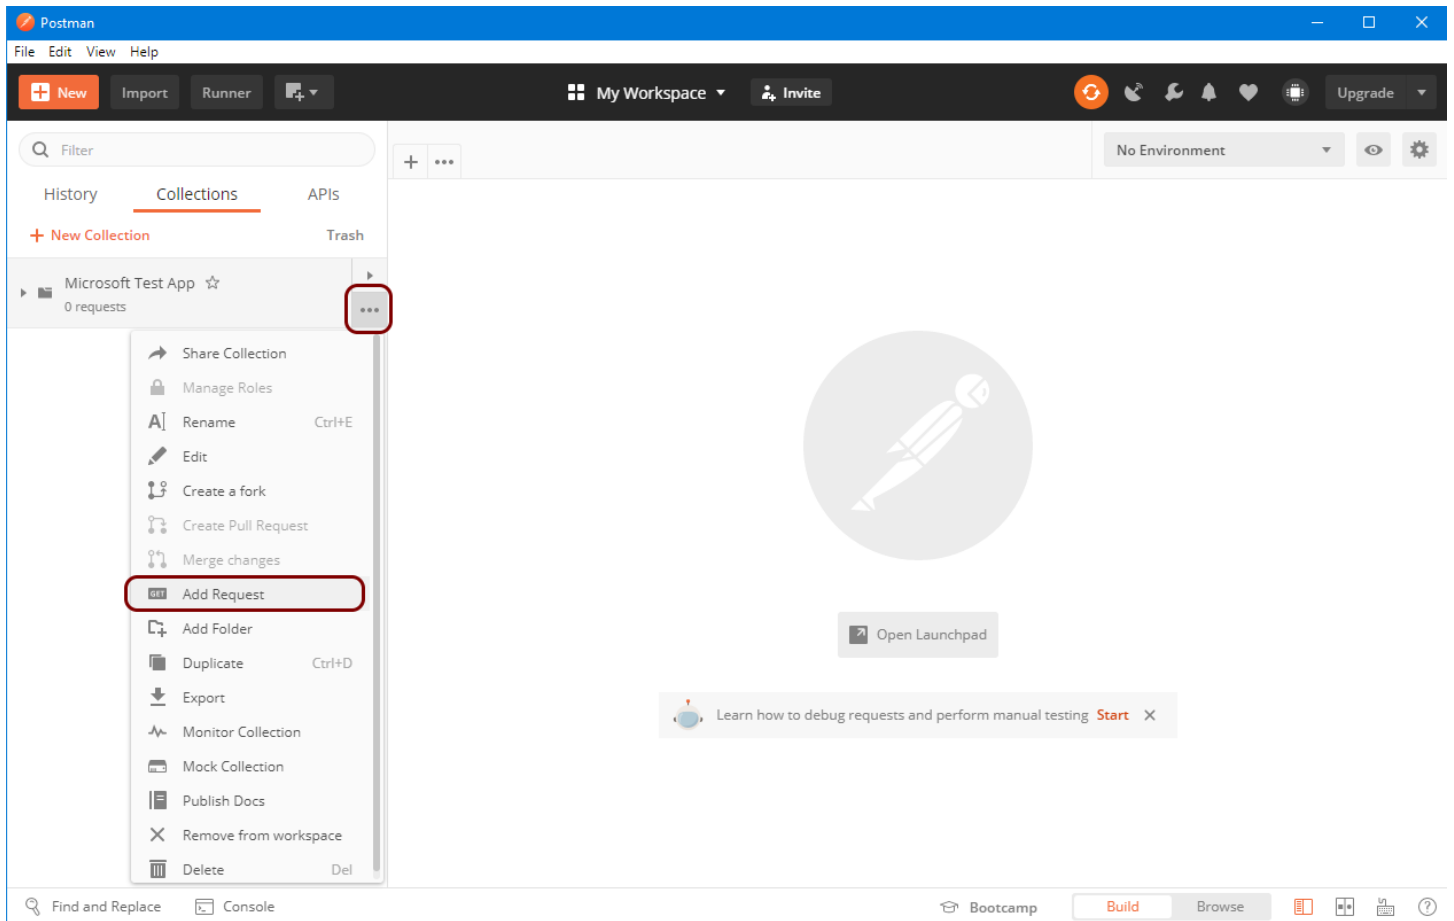 Postman
File Edit View Help
New Import Runner My Workspace Invite Upgrade
Filter
No Environment
History Collections APIs
New Collection Trash
Microsoft Test App
0 requests
Share Collection
Manage Roles
Rename Ctrl+E
Edit
Create a fork
Create Pull Request
Merge changes
GET Add Request
Add Folder
Duplicate Ctrl+D
Export
Monitor Collection
Mock Collection
Publish Docs
Remove from workspace
Delete Del
Open Launchpad
Learn how to debug requests and perform manual testing Start
Find and Replace Console Bootcamp Build Browse